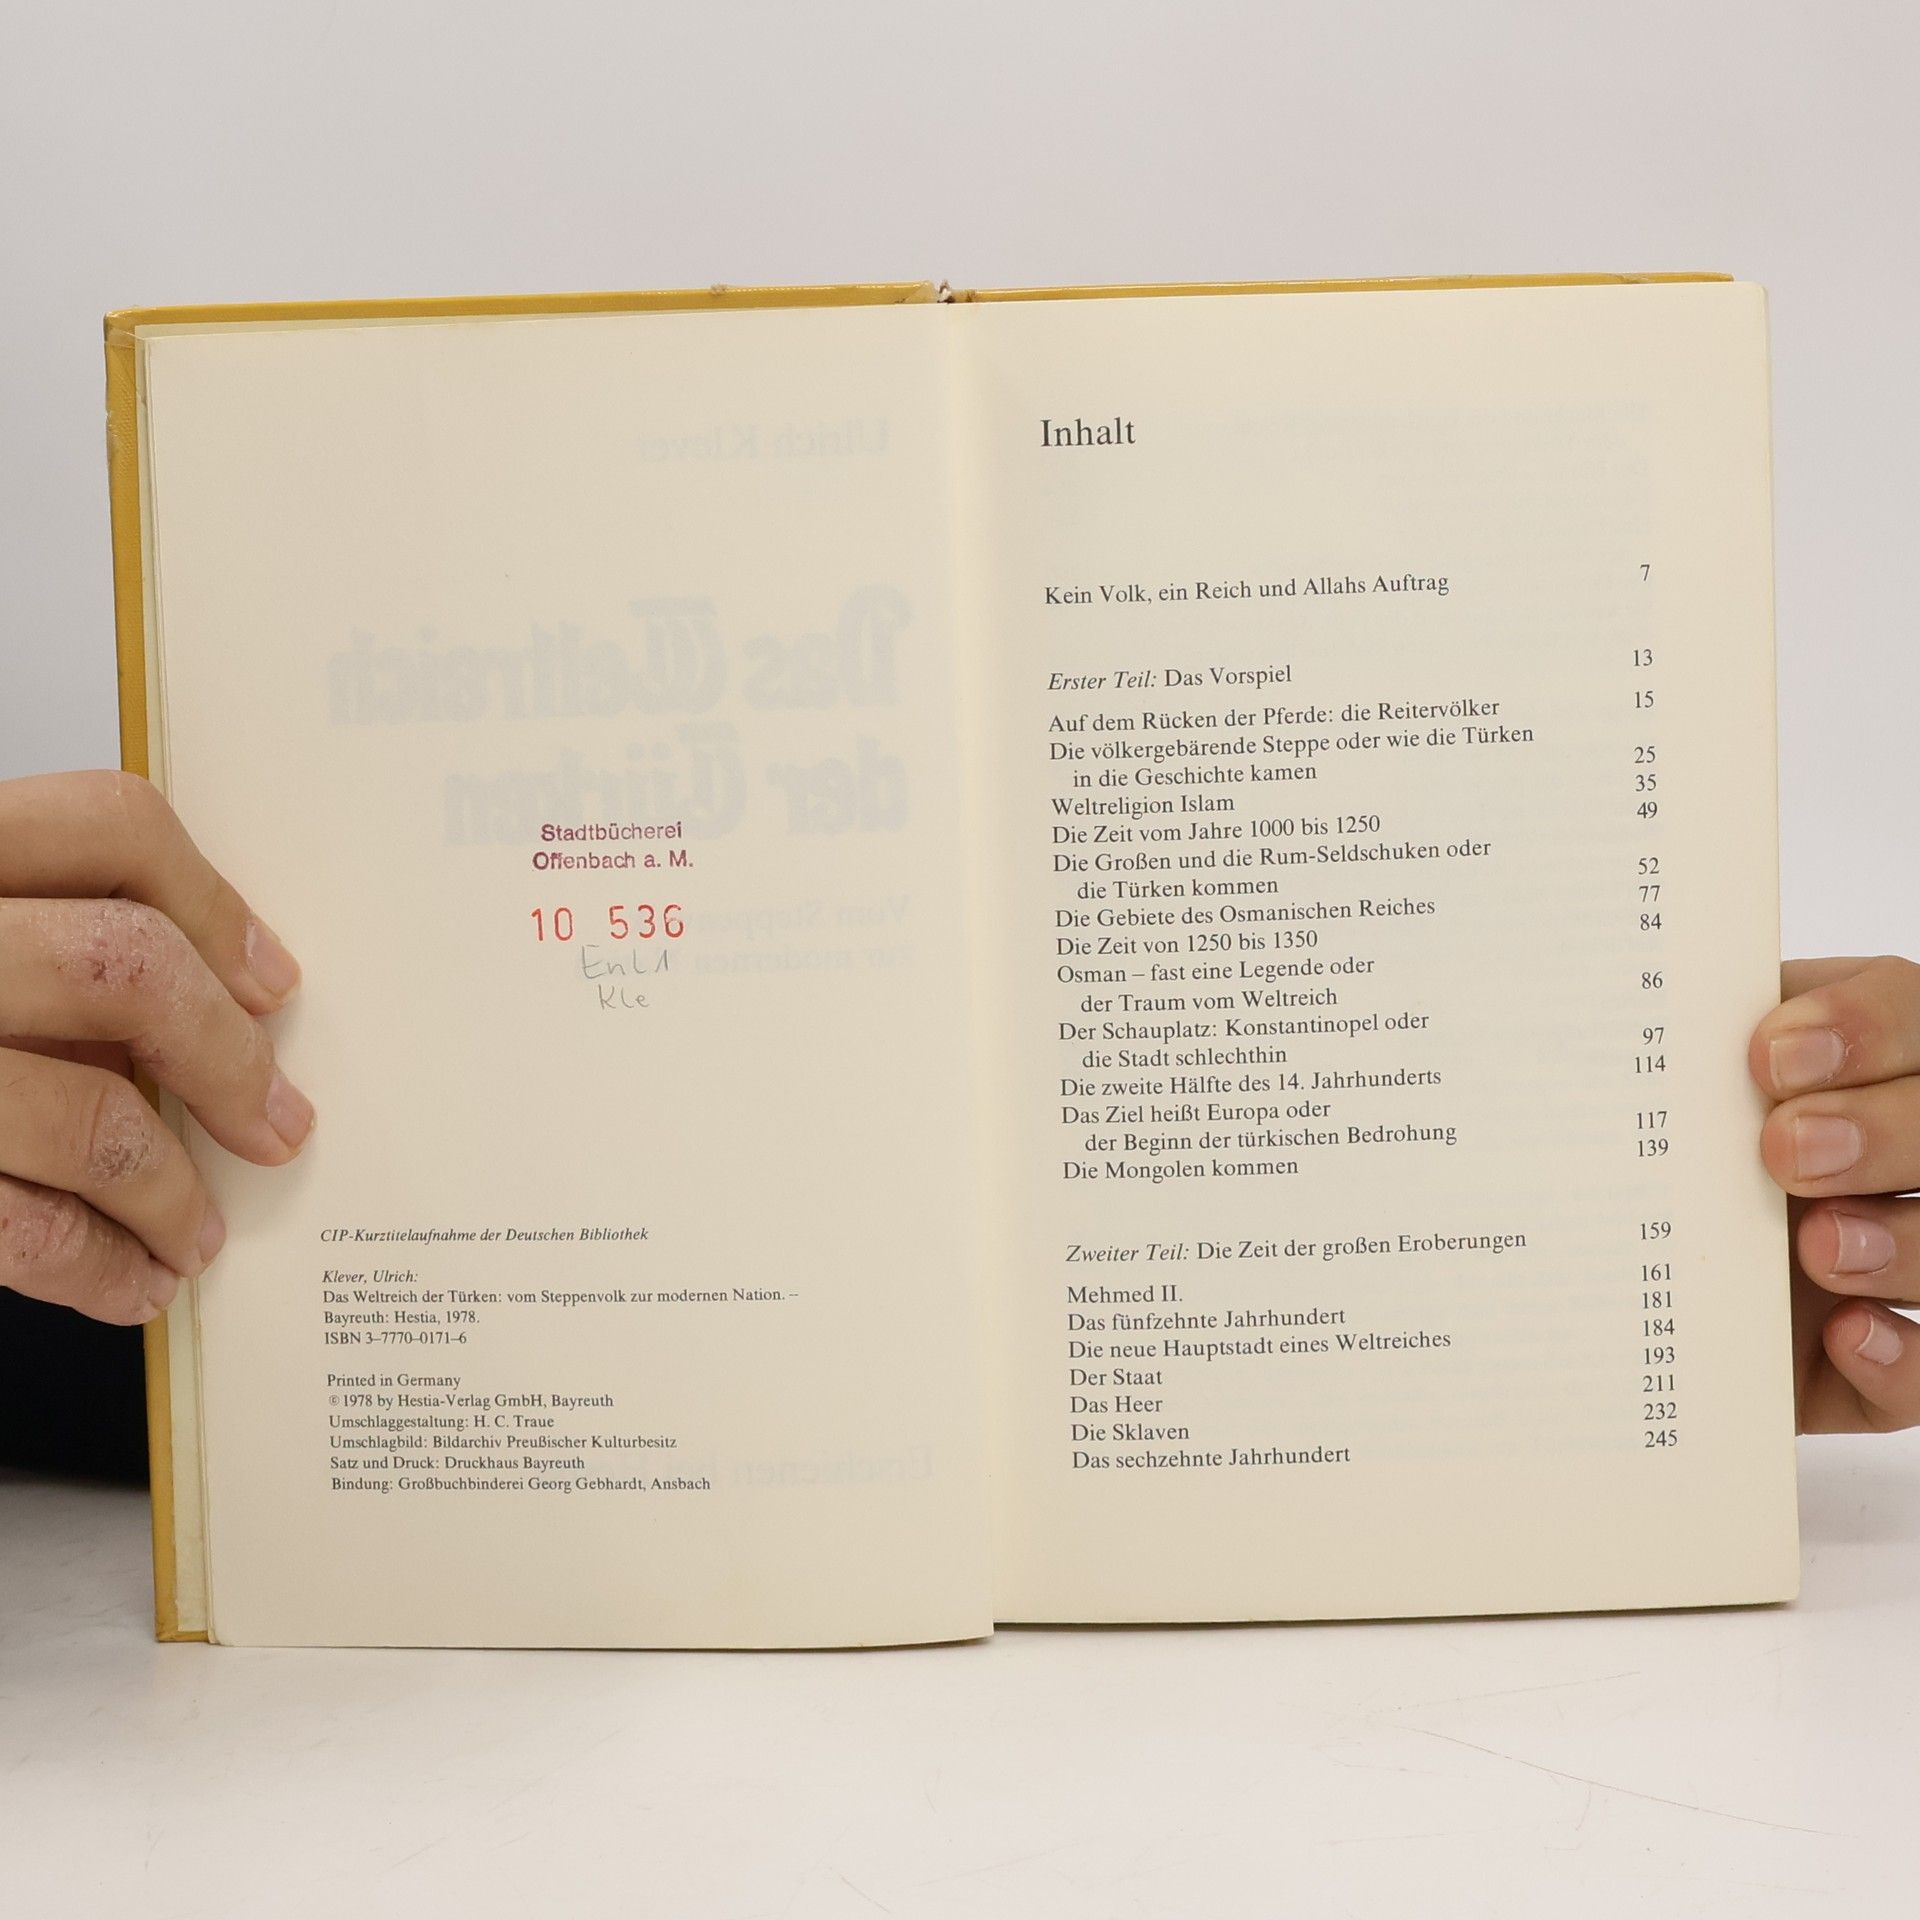 Stadtbücherei
Offenbach a. M.
10 536
Enl 1
Kle
CIP-Kurztitelaufnahme der Deutschen Bibliothek
Klever, Ulrich:
Das Weltreich der Türken: vom Steppenvolk zur modernen Nation. –
Bayreuth: Hestia, 1978.
ISBN 3–7770–0171–6
Printed in Germany
© 1978 by Hestia-Verlag GmbH, Bayreuth
Umschlaggestaltung: H. C. Traue
Umschlagbild: Bildarchiv Preußischer Kulturbesitz
Satz und Druck: Druckhaus Bayreuth
Bindung: Großbuchbinderei Georg Gebhardt, Ansbach
Inhalt
Kein Volk, ein Reich und Allahs Auftrag 7
Erster Teil: Das Vorspiel 13
Auf dem Rücken der Pferde: die Reitervölker 15
Die völkergebärende Steppe oder wie die Türken
in die Geschichte kamen 25
Weltreligion Islam 35
Die Zeit vom Jahre 1000 bis 1250 49
Die Großen und die Rum-Seldschuken oder
die Türken kommen 52
Die Gebiete des Osmanischen Reiches 77
Die Zeit von 1250 bis 1350 84
Osman – fast eine Legende oder
der Traum vom Weltreich 86
Der Schauplatz: Konstantinopel oder
die Stadt schlechthin 97
Die zweite Hälfte des 14. Jahrhunderts 114
Das Ziel heißt Europa oder
der Beginn der türkischen Bedrohung 117
Die Mongolen kommen 139
Zweiter Teil: Die Zeit der großen Eroberungen 159
Mehmed II. 161
Das fünfzehnte Jahrhundert 181
Die neue Hauptstadt eines Weltreiches 184
Der Staat 193
Das Heer 211
Die Sklaven 232
Das sechzehnte Jahrhundert 245